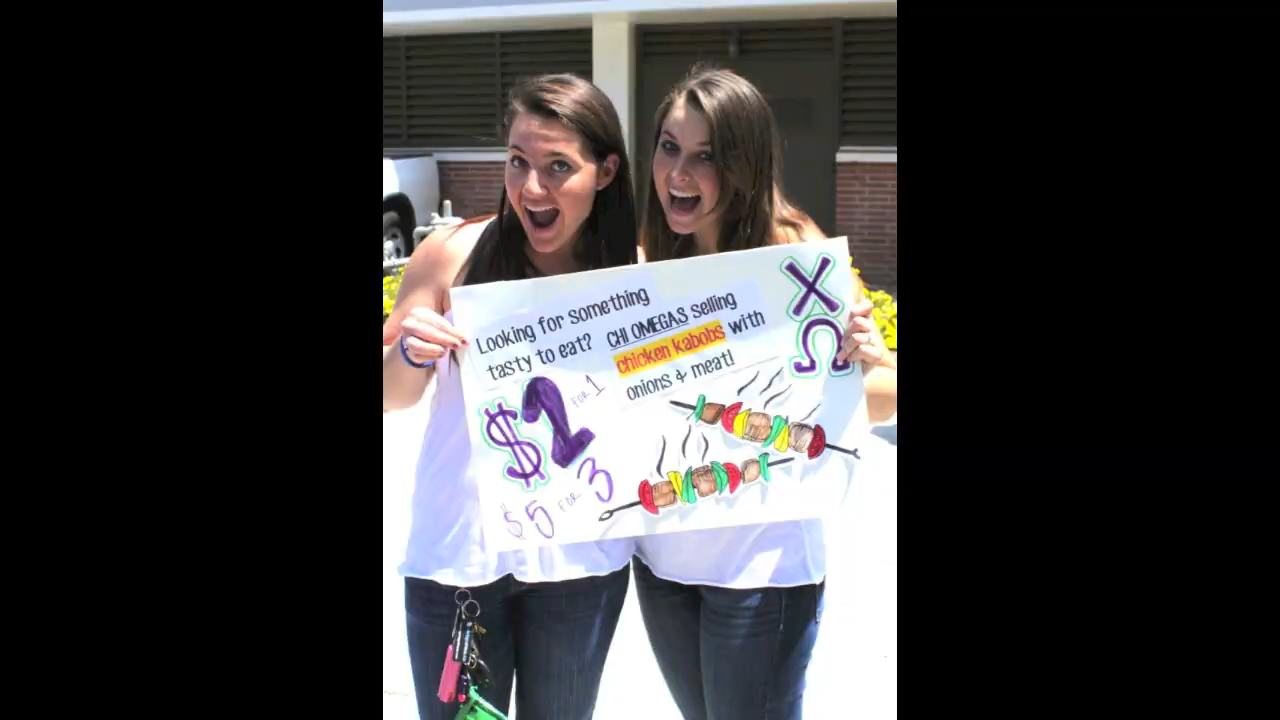 Looking for something
tasty to eat? CHI OMEGAS selling
chicken kabobs with
onions & meat!
ΧΩ
$2 FOR 1
$5 FOR 3